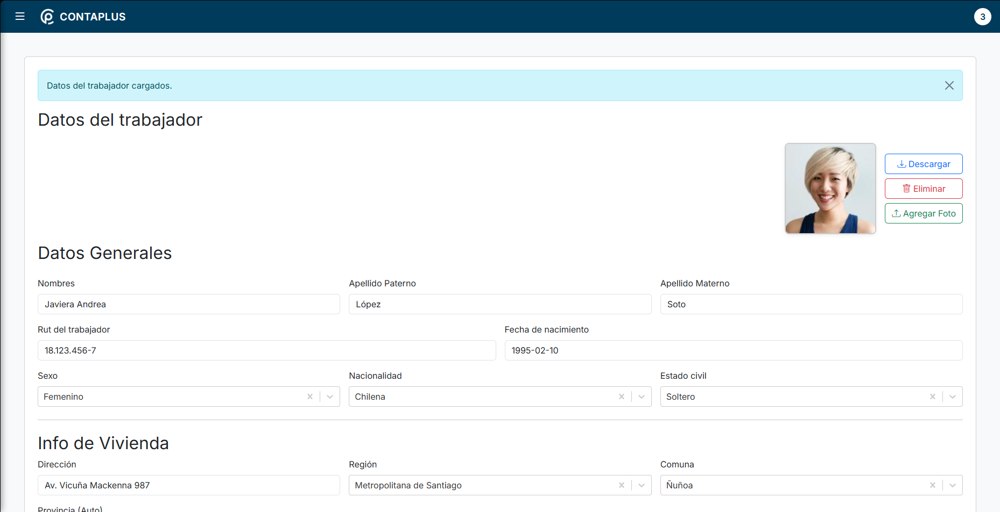 CONTAPLUS
3
Datos del trabajador cargados.
Datos del trabajador
Descargar
Eliminar
Agregar Foto
Datos Generales
Nombres Apellido Paterno Apellido Materno
Javiera Andrea López Soto
Rut del trabajador Fecha de nacimiento
18.123.456-7 1995-02-10
Sexo Nacionalidad Estado civil
Femenino Chilena Soltero
Info de Vivienda
Dirección Región Comuna
Av. Vicuña Mackenna 987 Metropolitana de Santiago Ñuñoa
Provincia (Auto)